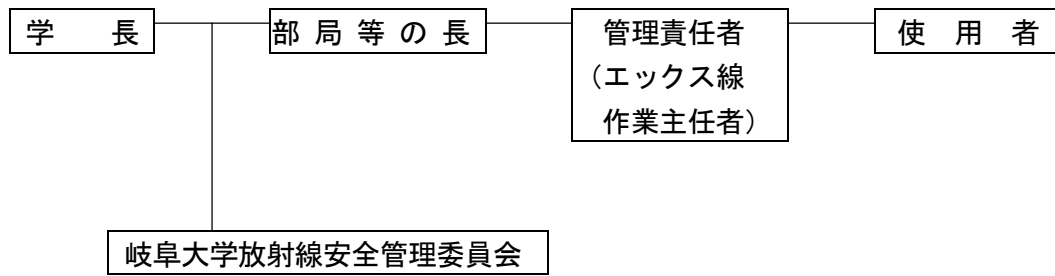 学　　長
部 局 等 の 長
管理責任者
（エックス線
作業主任者）
使　用　者
岐阜大学放射線安全管理委員会